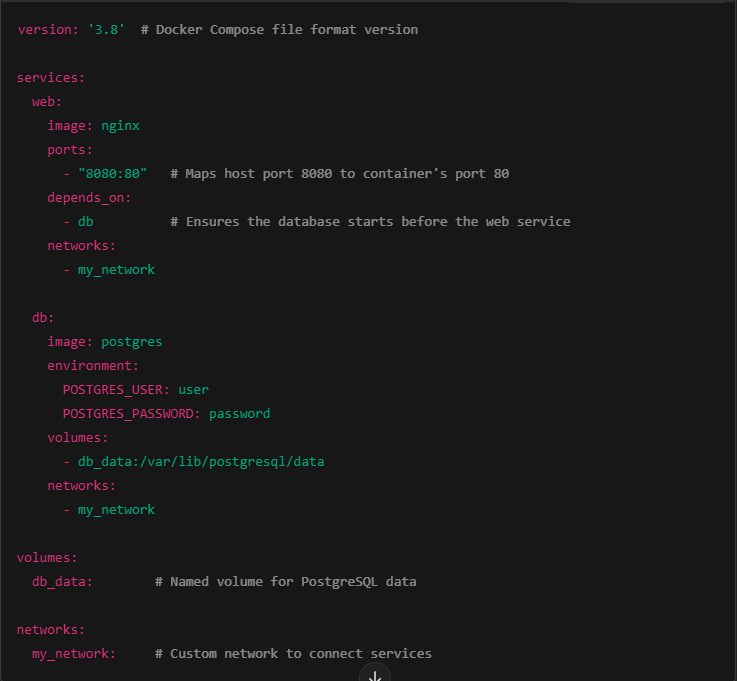 version: '3.8'  # Docker Compose file format version
services:
  web:
    image: nginx
    ports:
      - "8080:80"   # Maps host port 8080 to container's port 80
    depends_on:
      - db          # Ensures the database starts before the web service
    networks:
      - my_network
  db:
    image: postgres
    environment:
      POSTGRES_USER: user
      POSTGRES_PASSWORD: password
    volumes:
      - db_data:/var/lib/postgresql/data
    networks:
      - my_network
volumes:
  db_data:        # Named volume for PostgreSQL data
networks:
  my_network:     # Custom network to connect services